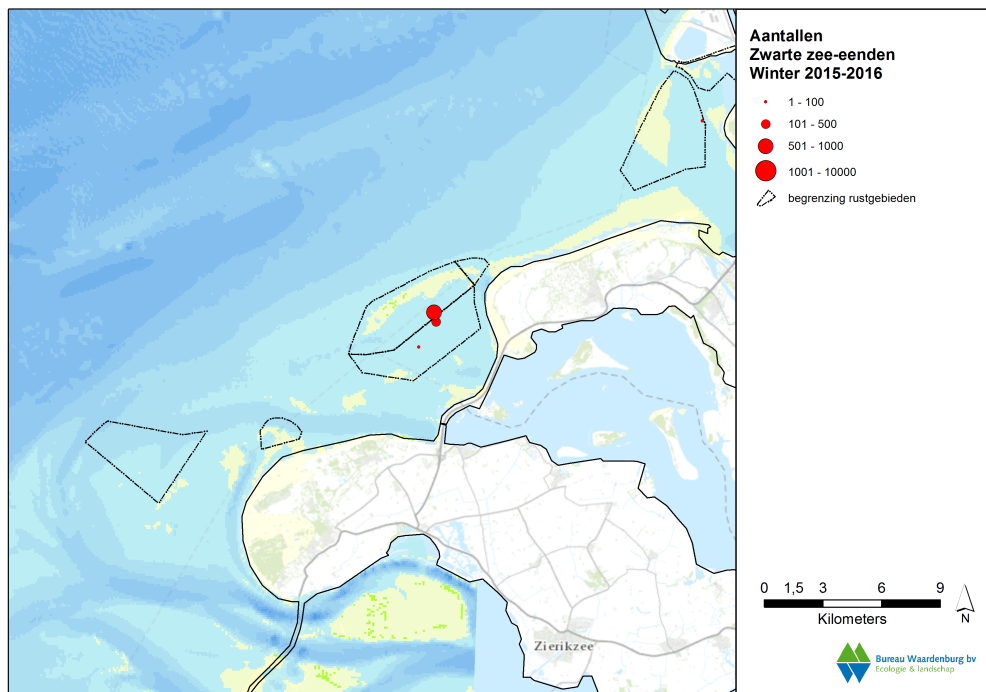 Aantallen
Zwarte zee-eenden
Winter 2015-2016
1 - 100
101 - 500
501 - 1000
1001 - 10000
begrenzing rustgebieden
0 1,5 3 6 9
Kilometers
N
Zierikzee
Bureau Waardenburg bv
Ecologie & landschap